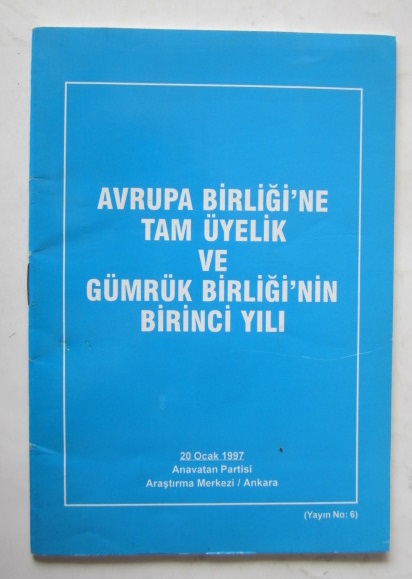 AVRUPA BİRLİĞİ'NE
TAM ÜYELİK
VE
GÜMRÜK BİRLİĞİ'NİN
BİRİNCİ YILI
20 Ocak 1997
Anavatan Partisi
Araştırma Merkezi / Ankara
(Yayın No: 6)